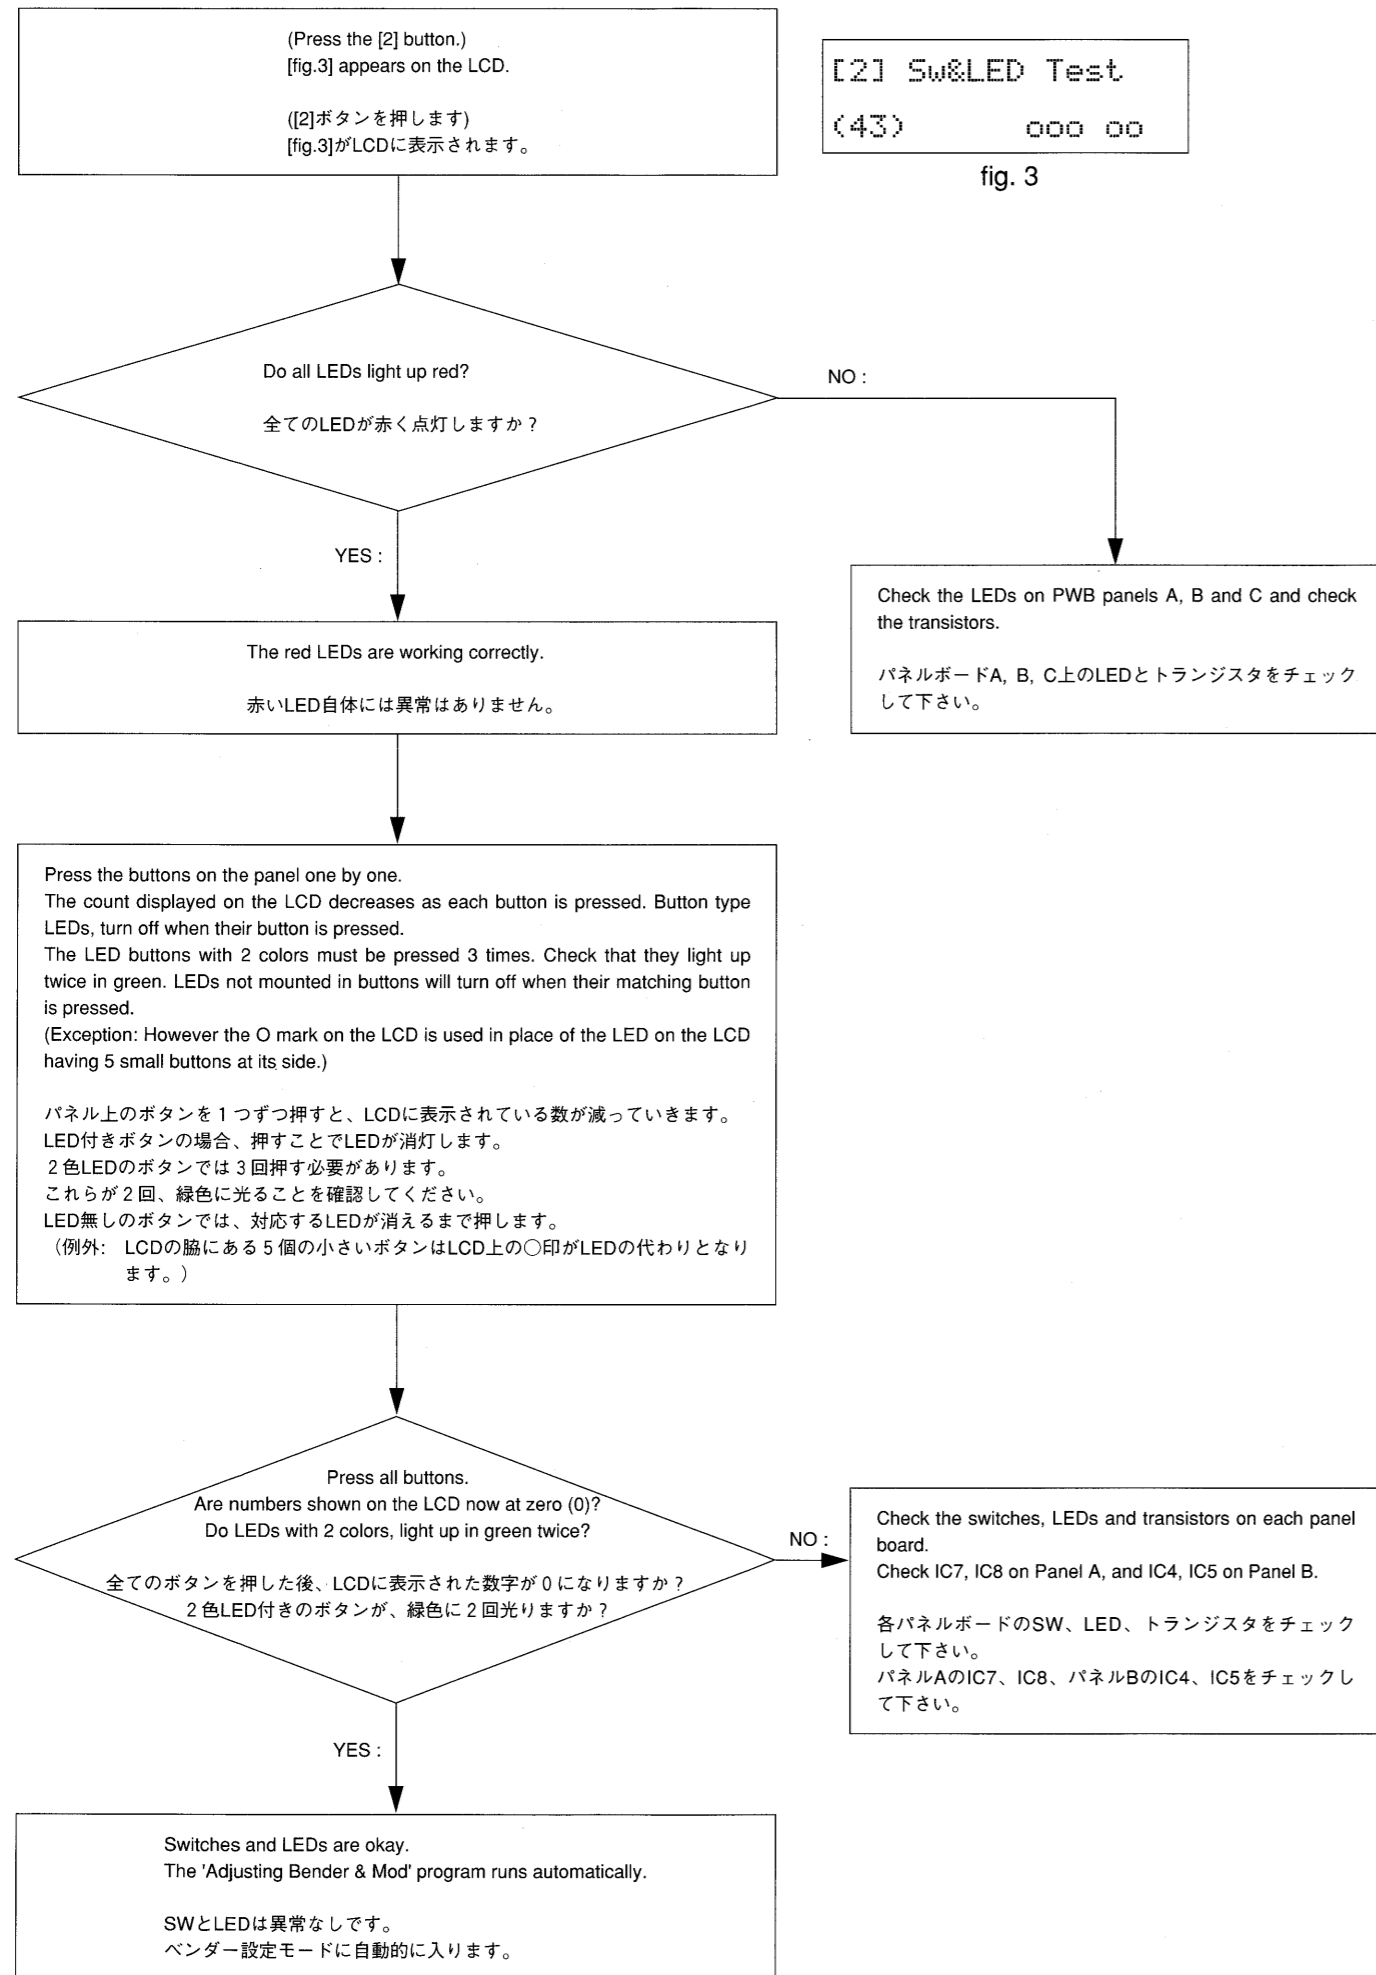 (Press the [2] button.)
[fig.3] appears on the LCD.
([2]ボタンを押します)
[fig.3]がLCDに表示されます。
[2] Sw&LED Test
(43) ooo oo
fig. 3
Do all LEDs light up red?
全てのLEDが赤く点灯しますか？
NO :
YES :
Check the LEDs on PWB panels A, B and C and check
the transistors.
パネルボードA, B, C上のLEDとトランジスタをチェック
して下さい。
The red LEDs are working correctly.
赤いLED自体には異常はありません。
Press the buttons on the panel one by one.
The count displayed on the LCD decreases as each button is pressed. Button type
LEDs, turn off when their button is pressed.
The LED buttons with 2 colors must be pressed 3 times. Check that they light up
twice in green. LEDs not mounted in buttons will turn off when their matching button
is pressed.
(Exception: However the O mark on the LCD is used in place of the LED on the LCD
having 5 small buttons at its side.)
パネル上のボタンを１つずつ押すと、LCDに表示されている数が減っていきます。
LED付きボタンの場合、押すことでLEDが消灯します。
２色LEDのボタンでは３回押す必要があります。
これらが２回、緑色に光ることを確認してください。
LED無しのボタンでは、対応するLEDが消えるまで押します。
（例外: LCDの脇にある５個の小さいボタンはLCD上の○印がLEDの代わりとなり
ます。）
Press all buttons.
Are numbers shown on the LCD now at zero (0)?
Do LEDs with 2 colors, light up in green twice?
全てのボタンを押した後、LCDに表示された数字が０になりますか？
２色LED付きのボタンが、緑色に２回光りますか？
NO :
Check the switches, LEDs and transistors on each panel
board.
Check IC7, IC8 on Panel A, and IC4, IC5 on Panel B.
各パネルボードのSW、LED、トランジスタをチェック
して下さい。
パネルAのIC7、IC8、パネルBのIC4、IC5をチェックし
て下さい。
YES :
Switches and LEDs are okay.
The 'Adjusting Bender & Mod' program runs automatically.
SWとLEDは異常なしです。
ベンダー設定モードに自動的に入ります。